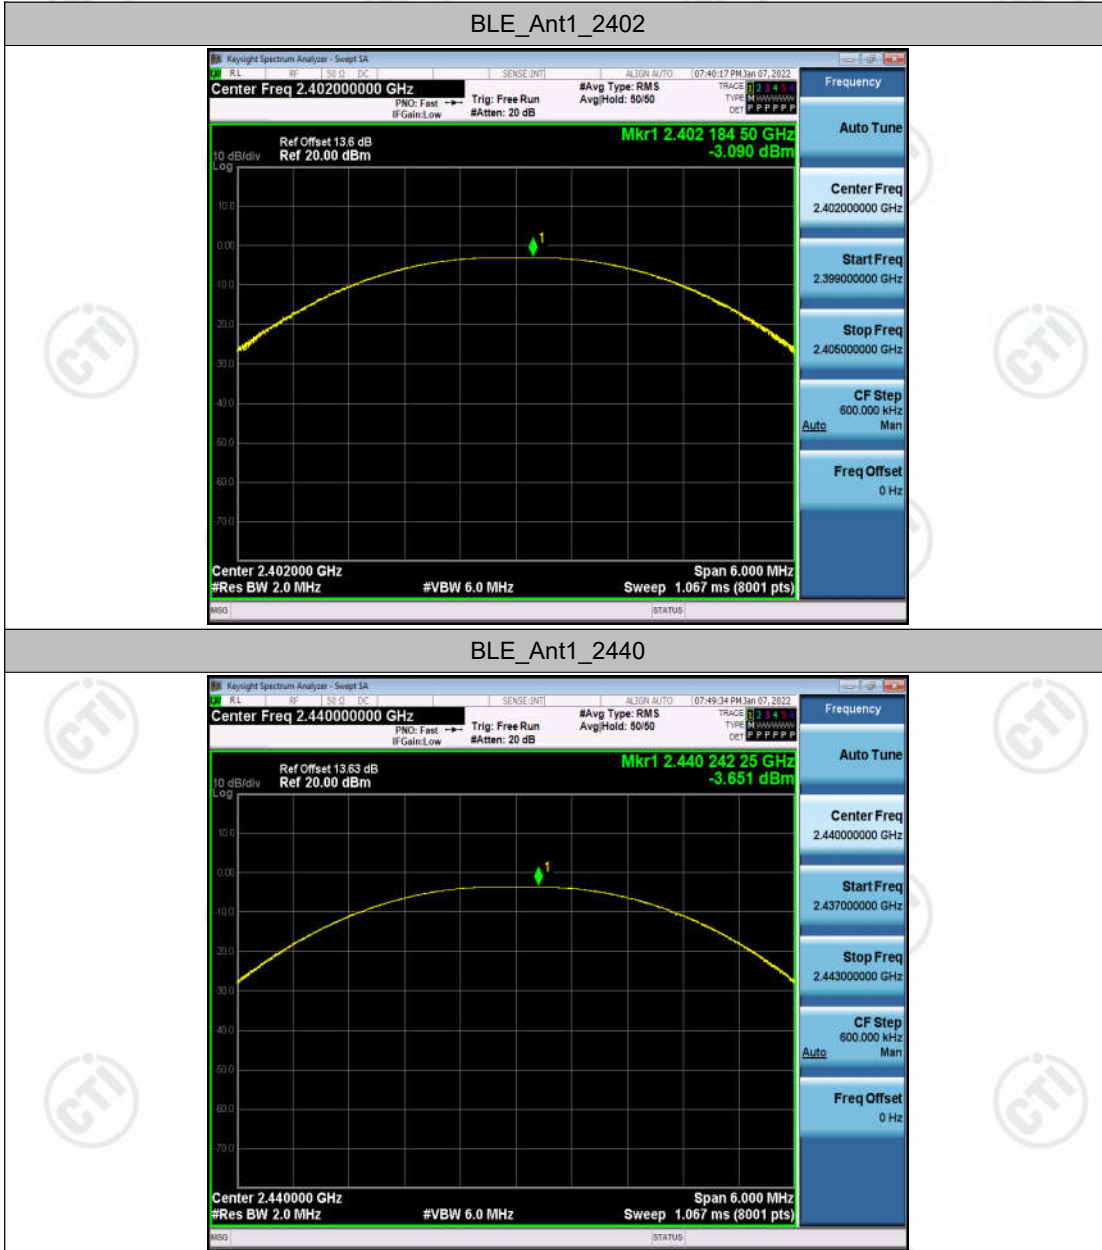 BLE_Ant1_2402
Keysight Spectrum Analyzer - Swept SA
RL RF 50 Ω DC SENSE:INT ALIGN AUTO 07:40:17 PM Jan 07, 2022
Center Freq 2.402000000 GHz
#Avg Type: RMS
TRACE 1 2 3 4 5 6
PNO: Fast
Trig: Free Run
Avg|Hold: 50/50
TYPE M WWWWW
IFGain:Low
#Atten: 20 dB
DET P P P P P P
Frequency
Auto Tune
Center Freq
2.402000000 GHz
Start Freq
2.399000000 GHz
Stop Freq
2.405000000 GHz
CF Step
600.000 kHz
Auto Man
Freq Offset
0 Hz
Mkr1 2.402 184 50 GHz
-3.090 dBm
Ref Offset 13.6 dB
10 dB/div Ref 20.00 dBm
Log
10.0
0.00
-10.0
-20.0
-30.0
-40.0
-50.0
-60.0
-70.0
1
Center 2.402000 GHz Span 6.000 MHz
#Res BW 2.0 MHz #VBW 6.0 MHz Sweep 1.067 ms (8001 pts)
MSG STATUS
BLE_Ant1_2440
Keysight Spectrum Analyzer - Swept SA
RL RF 50 Ω DC SENSE:INT ALIGN AUTO 07:49:34 PM Jan 07, 2022
Center Freq 2.440000000 GHz
#Avg Type: RMS
TRACE 1 2 3 4 5 6
PNO: Fast
Trig: Free Run
Avg|Hold: 50/50
TYPE M WWWWW
IFGain:Low
#Atten: 20 dB
DET P P P P P P
Frequency
Auto Tune
Center Freq
2.440000000 GHz
Start Freq
2.437000000 GHz
Stop Freq
2.443000000 GHz
CF Step
600.000 kHz
Auto Man
Freq Offset
0 Hz
Mkr1 2.440 242 25 GHz
-3.651 dBm
Ref Offset 13.63 dB
10 dB/div Ref 20.00 dBm
Log
10.0
0.00
-10.0
-20.0
-30.0
-40.0
-50.0
-60.0
-70.0
1
Center 2.440000 GHz Span 6.000 MHz
#Res BW 2.0 MHz #VBW 6.0 MHz Sweep 1.067 ms (8001 pts)
MSG STATUS
CTI
CTI
CTI
CTI
CTI
CTI